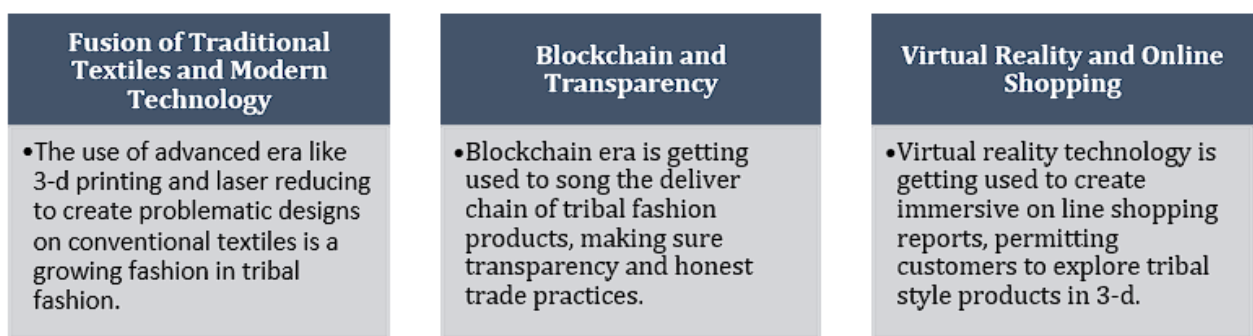 Fusion of Traditional
Textiles and Modern
Technology
•The use of advanced era like
3-d printing and laser reducing
to create problematic designs
on conventional textiles is a
growing fashion in tribal
fashion.
Blockchain and
Transparency
•Blockchain era is getting
used to song the deliver
chain of tribal fashion
products, making sure
transparency and honest
trade practices.
Virtual Reality and Online
Shopping
•Virtual reality technology is
getting used to create
immersive on line shopping
reports, permitting
customers to explore tribal
style products in 3-d.